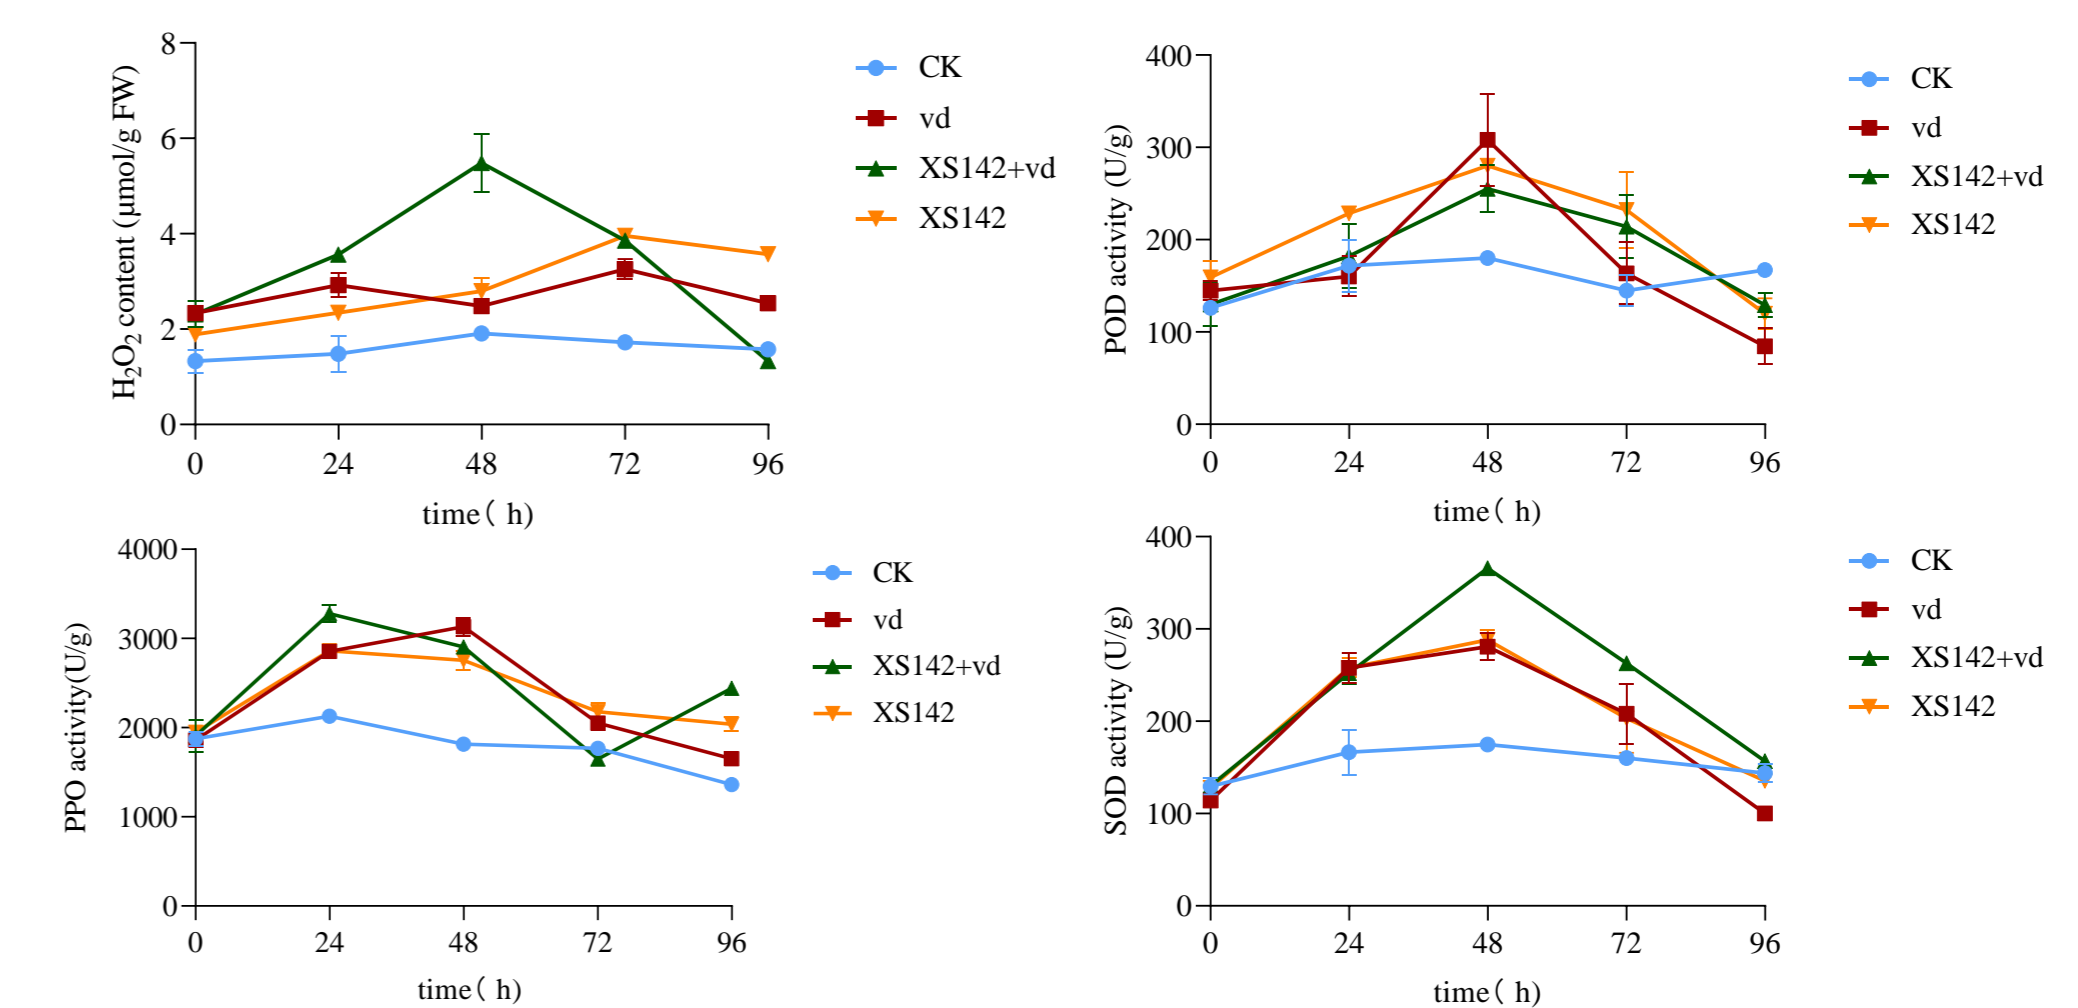 H₂O₂ content (μmol/g FW)
8
6
4
2
0
0 24 48 72 96
time( h)
CK
vd
XS142+vd
XS142
POD activity (U/g)
400
300
200
100
0
0 24 48 72 96
time( h)
CK
vd
XS142+vd
XS142
PPO activity(U/g)
4000
3000
2000
1000
0
0 24 48 72 96
time( h)
CK
vd
XS142+vd
XS142
SOD activity (U/g)
400
300
200
100
0
0 24 48 72 96
time( h)
CK
vd
XS142+vd
XS142